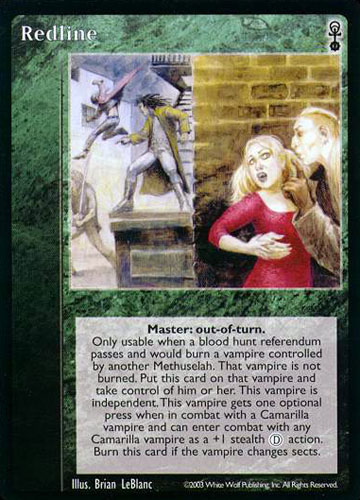 Redline
Master: out-of-turn.
Only usable when a blood hunt referendum
passes and would burn a vampire controlled
by another Methuselah. That vampire is not
burned. Put this card on that vampire and
take control of him or her. This vampire is
independent. This vampire gets one optional
press when in combat with a Camarilla
vampire and can enter combat with any
Camarilla vampire as a +1 stealth Ⓓ action.
Burn this card if the vampire changes sects.
Illus. Brian LeBlanc
©2003 White Wolf Publishing, Inc. All Rights Reserved.